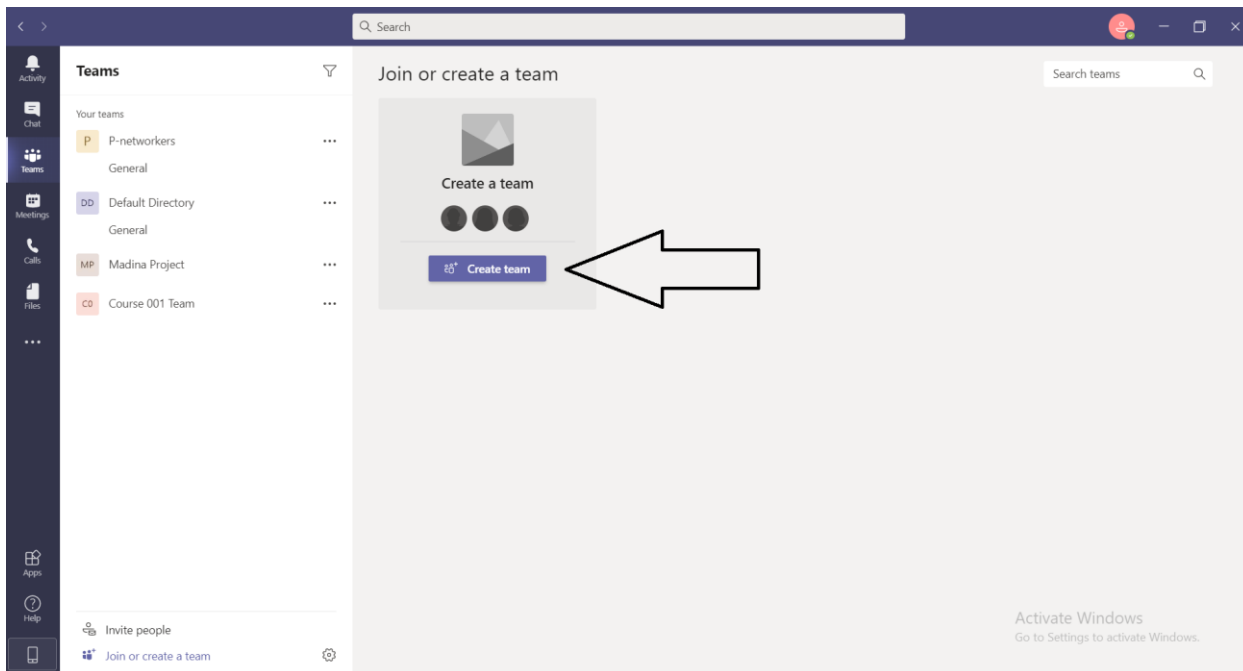 Search
Activity
Chat
Teams
Meetings
Calls
Files
Apps
Help
Teams
Your teams
P P-networkers
General
DD Default Directory
General
MP Madina Project
C0 Course 001 Team
Invite people
Join or create a team
Join or create a team
Search teams
Create a team
Create team
Activate Windows
Go to Settings to activate Windows.